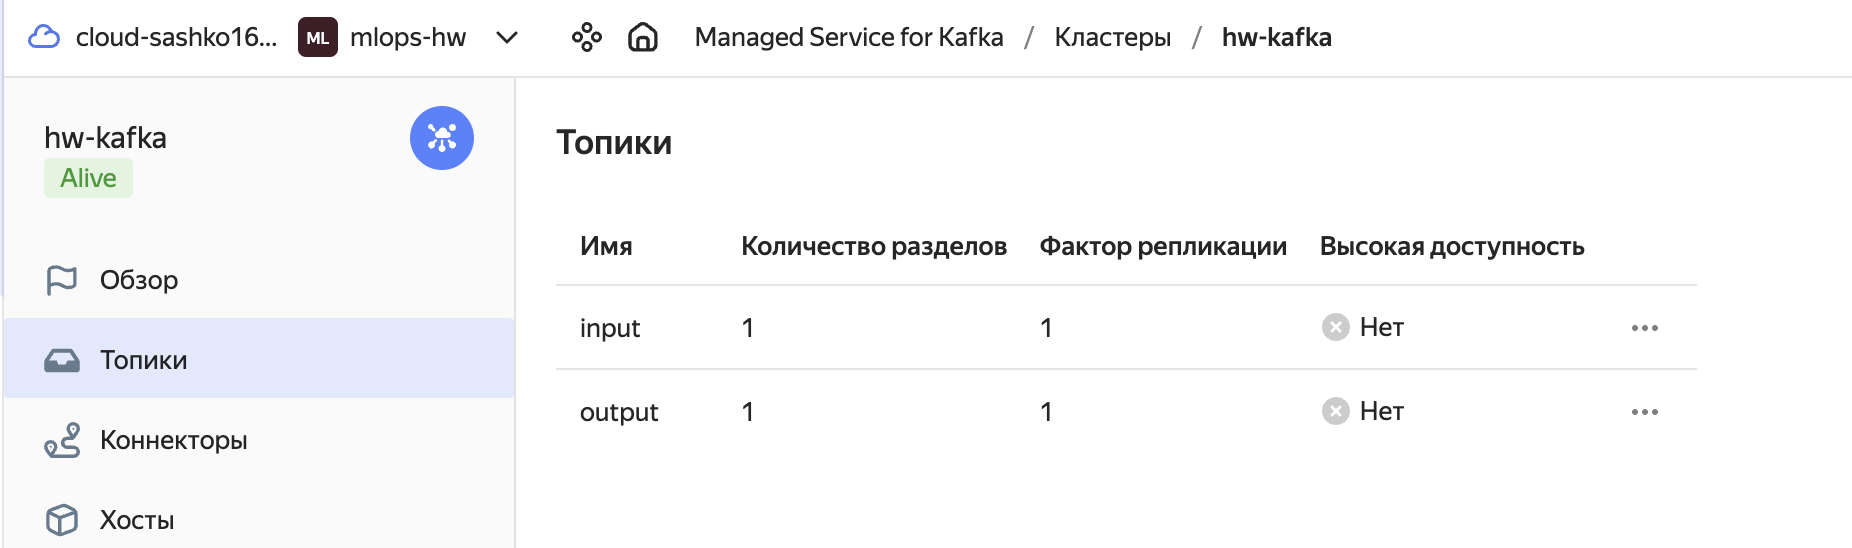 cloud-sashko16... ML mlops-hw Managed Service for Kafka / Кластеры / hw-kafka
hw-kafka
Alive
Обзор
Топики
Коннекторы
Хосты
Топики
Имя Количество разделов Фактор репликации Высокая доступность
input 1 1 Нет
output 1 1 Нет